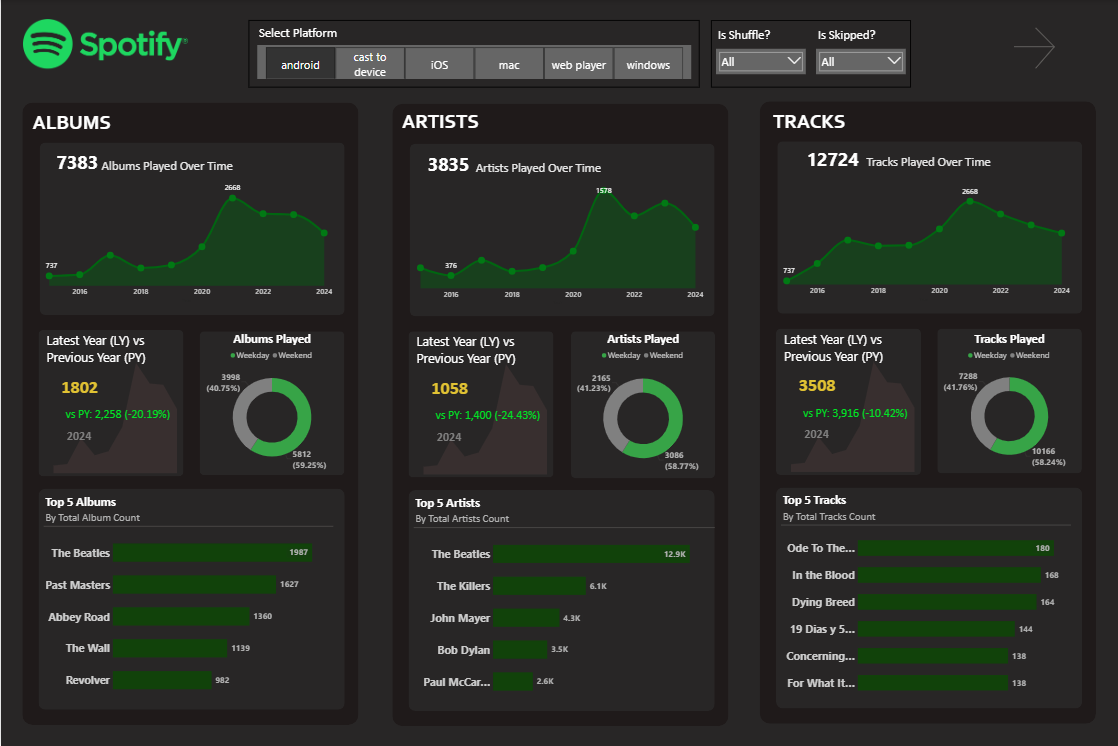 Spotify®
Select Platform
android
cast to
device
iOS
mac
web player
windows
Is Shuffle?
All
Is Skipped?
All
ALBUMS
7383 Albums Played Over Time
2668
737
2016 2018 2020 2022 2024
Latest Year (LY) vs
Previous Year (PY)
1802
vs PY: 2,258 (-20.19%)
2024
Albums Played
Weekday Weekend
3998
(40.75%)
5812
(59.25%)
Top 5 Albums
By Total Album Count
The Beatles 1987
Past Masters 1627
Abbey Road 1360
The Wall 1139
Revolver 982
ARTISTS
3835 Artists Played Over Time
1578
376
2016 2018 2020 2022 2024
Latest Year (LY) vs
Previous Year (PY)
1058
vs PY: 1,400 (-24.43%)
2024
Artists Played
Weekday Weekend
2165
(41.23%)
3086
(58.77%)
Top 5 Artists
By Total Artists Count
The Beatles 12.9K
The Killers 6.1K
John Mayer 4.3K
Bob Dylan 3.5K
Paul McCar... 2.6K
TRACKS
12724 Tracks Played Over Time
2668
737
2016 2018 2020 2022 2024
Latest Year (LY) vs
Previous Year (PY)
3508
vs PY: 3,916 (-10.42%)
2024
Tracks Played
Weekday Weekend
7288
(41.76%)
10166
(58.24%)
Top 5 Tracks
By Total Tracks Count
Ode To The... 180
In the Blood 168
Dying Breed 164
19 Dias y 5... 144
Concerning... 138
For What It... 138